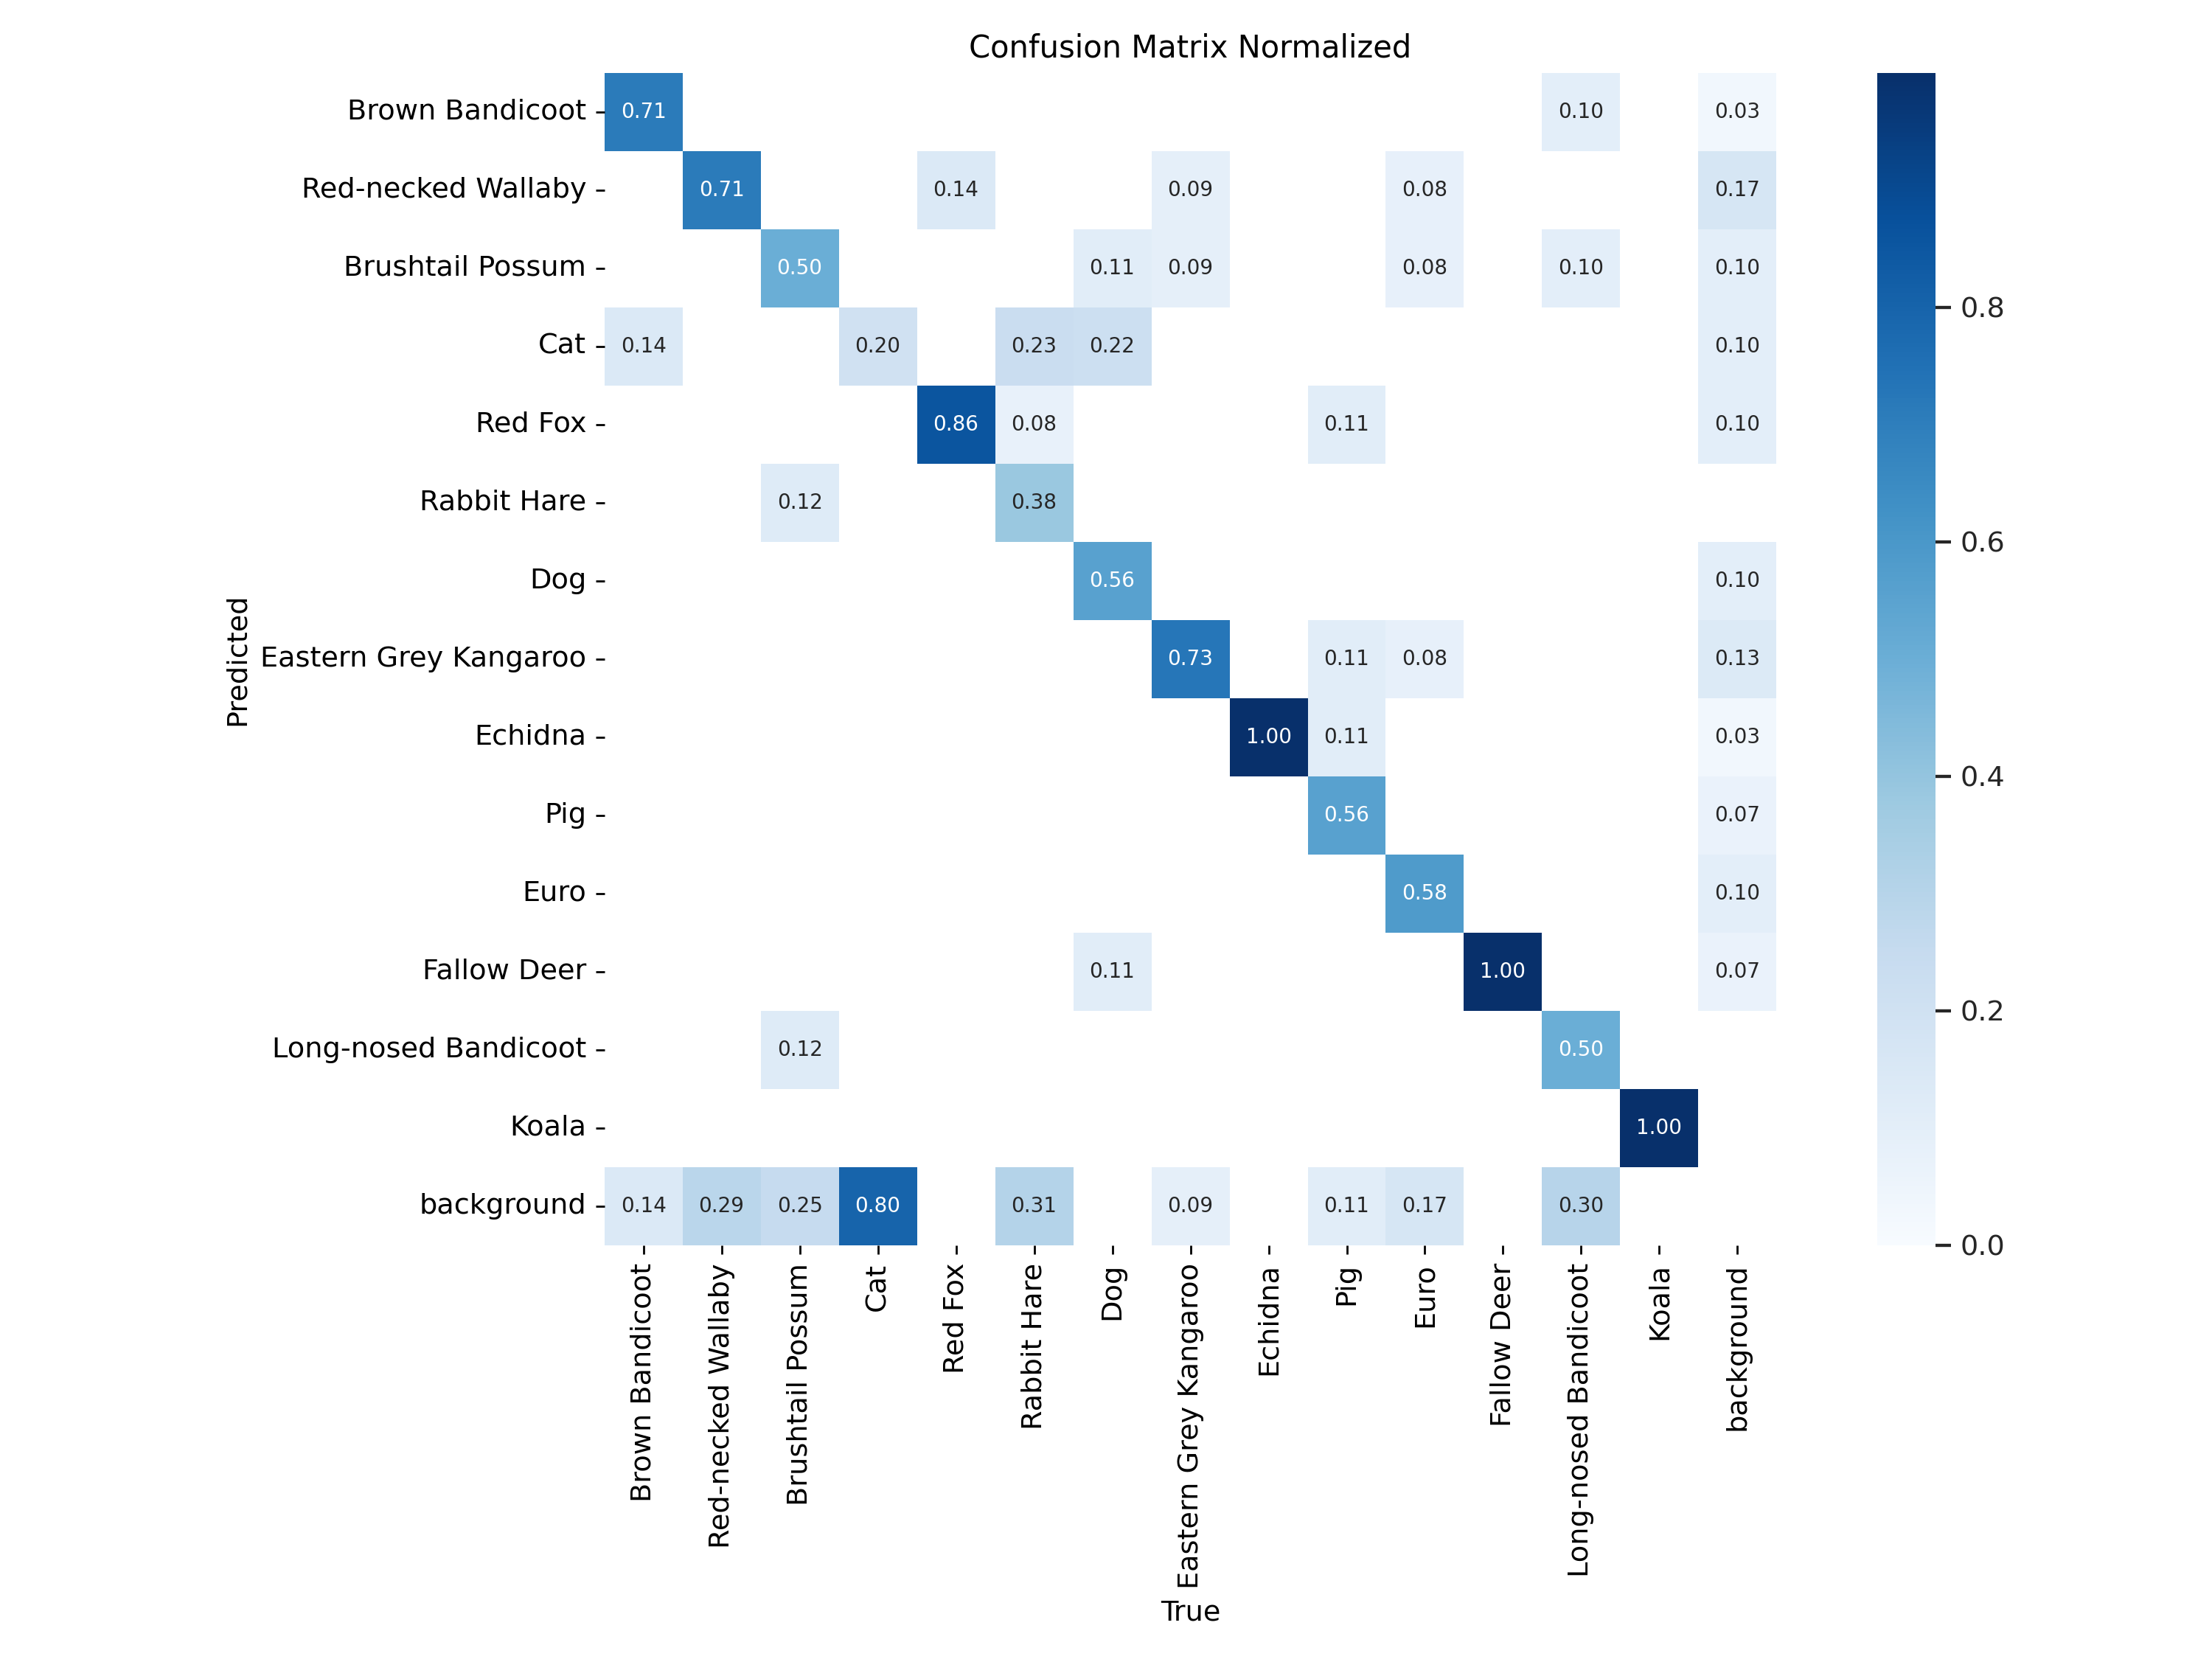 Confusion Matrix Normalized
Brown Bandicoot 0.71 0.10 0.03
Red-necked Wallaby 0.71 0.14 0.09 0.08 0.17
Brushtail Possum 0.50 0.11 0.09 0.08 0.10 0.10
0.8
Cat 0.14 0.20 0.23 0.22 0.10
Red Fox 0.86 0.08 0.11 0.10
Rabbit Hare 0.12 0.38
0.6
Dog 0.56 0.10
Predicted
Eastern Grey Kangaroo 0.73 0.11 0.08 0.13
Echidna 1.00 0.11 0.03
0.4
Pig 0.56 0.07
Euro 0.58 0.10
Fallow Deer 0.11 1.00 0.07
0.2
Long-nosed Bandicoot 0.12 0.50
Koala 1.00
background 0.14 0.29 0.25 0.80 0.31 0.09 0.11 0.17 0.30
0.0
Brown Bandicoot
Red-necked Wallaby
Brushtail Possum
Cat
Red Fox
Rabbit Hare
Dog
Eastern Grey Kangaroo
Echidna
Pig
Euro
Fallow Deer
Long-nosed Bandicoot
Koala
background
True